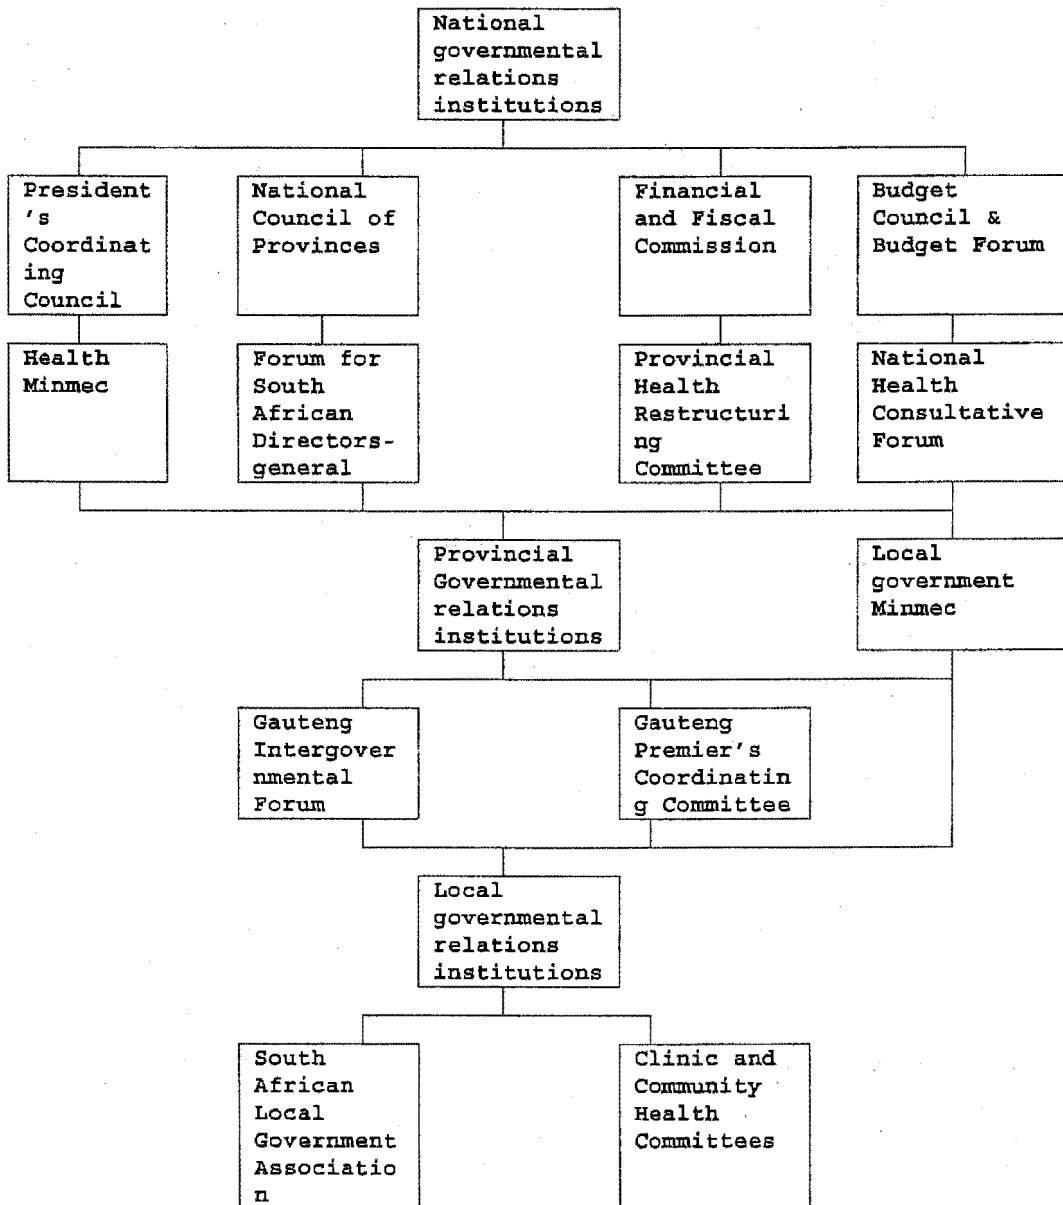 National
governmental
relations
institutions
President
's
Coordinat
ing
Council
National
Council of
Provinces
Financial
and Fiscal
Commission
Budget
Council &
Budget Forum
Health
Minmec
Forum for
South
African
Directors-
general
Provincial
Health
Restructuri
ng
Committee
National
Health
Consultative
Forum
Provincial
Governmental
relations
institutions
Local
government
Minmec
Gauteng
Intergover
nmental
Forum
Gauteng
Premier's
Coordinatin
g Committee
Local
governmental
relations
institutions
South
African
Local
Government
Associatio
n
Clinic and
Community
Health
Committees